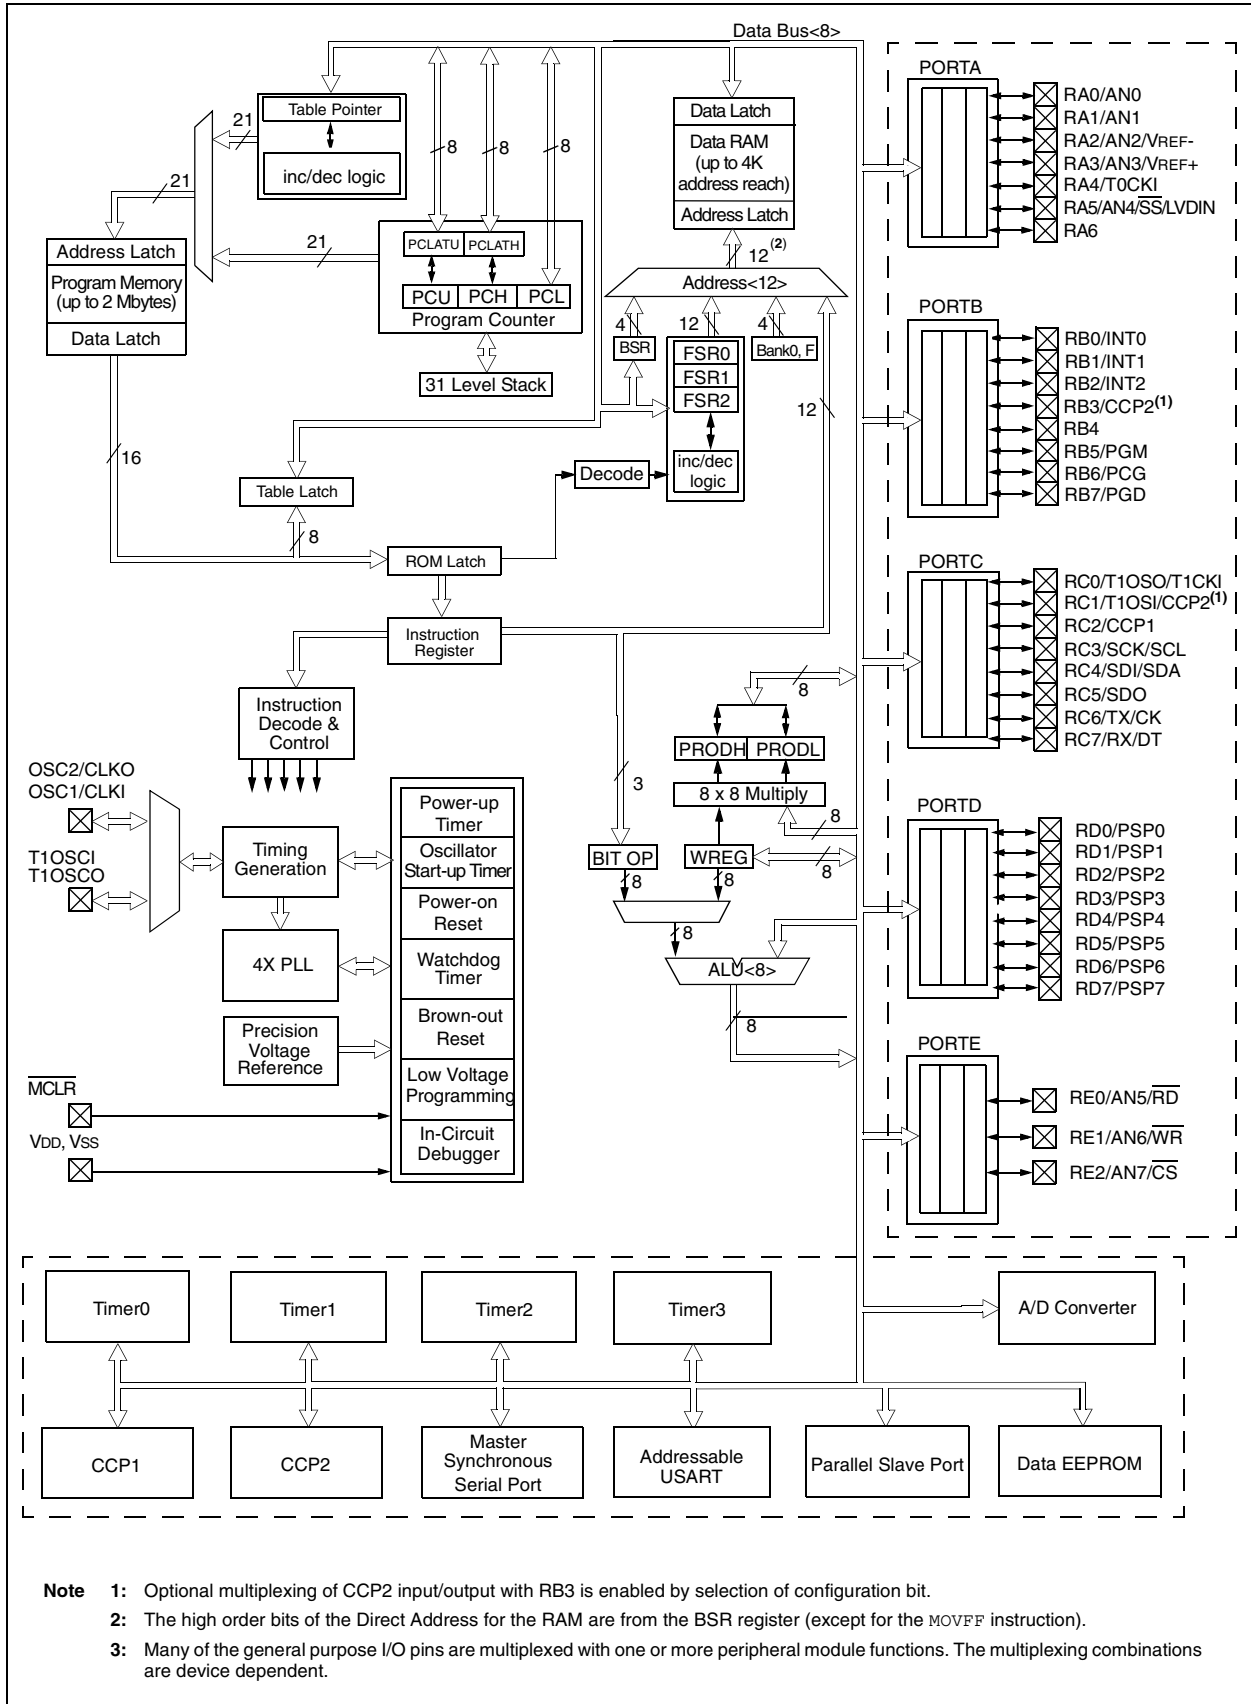 Data Bus<8>
PORTA
Table Pointer
Data Latch
RA0/AN0
RA1/AN1
21
8
8
8
Data RAM
(up to 4K
address reach)
RA2/AN2/VREF-
RA3/AN3/VREF+
inc/dec logic
21
RA4/T0CKI
RA5/AN4/SS/LVDIN
Address Latch
RA6
21
PCLATU
PCLATH
Address Latch
12(2)
Program Memory
(up to 2 Mbytes)
Address<12>
PCU
PCH
PCL
Program Counter
PORTB
4
12
4
Data Latch
BSR
FSR0
Bank0, F
RB0/INT0
RB1/INT1
FSR1
31 Level Stack
RB2/INT2
FSR2
12
RB3/CCP2(1)
RB4
RB5/PGM
16
inc/dec
logic
Decode
RB6/PCG
Table Latch
RB7/PGD
8
ROM Latch
PORTC
RC0/T1OSO/T1CKI
RC1/T1OSI/CCP2(1)
Instruction
Register
RC2/CCP1
RC3/SCK/SCL
RC4/SDI/SDA
8
RC5/SDO
Instruction
Decode &
Control
RC6/TX/CK
RC7/RX/DT
PRODH
PRODL
OSC2/CLKO
OSC1/CLKI
3
8 x 8 Multiply
Power-up
Timer
PORTD
8
RD0/PSP0
T1OSCI
T1OSCO
Timing
Generation
Oscillator
Start-up Timer
BIT OP
WREG
RD1/PSP1
8
8
8
RD2/PSP2
Power-on
Reset
RD3/PSP3
RD4/PSP4
8
RD5/PSP5
4X PLL
Watchdog
Timer
ALU<8>
RD6/PSP6
RD7/PSP7
8
Precision
Voltage
Reference
Brown-out
Reset
PORTE
MCLR
Low Voltage
Programming
RE0/AN5/RD
VDD, VSS
In-Circuit
Debugger
RE1/AN6/WR
RE2/AN7/CS
Timer0
Timer1
Timer2
Timer3
A/D Converter
CCP1
CCP2
Master
Synchronous
Serial Port
Addressable
USART
Parallel Slave Port
Data EEPROM
Note 1: Optional multiplexing of CCP2 input/output with RB3 is enabled by selection of configuration bit.
2: The high order bits of the Direct Address for the RAM are from the BSR register (except for the MOVFF instruction).
3: Many of the general purpose I/O pins are multiplexed with one or more peripheral module functions. The multiplexing combinations
are device dependent.